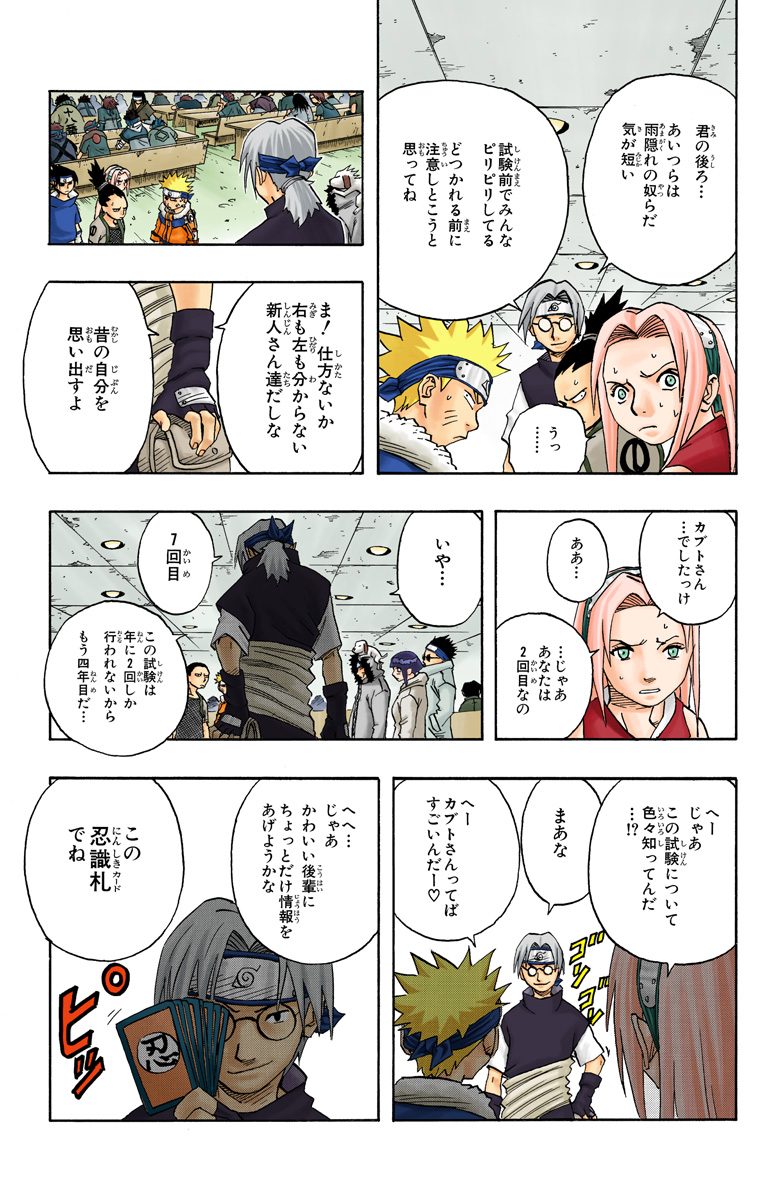 君の後ろ…
あいつらは
雨隠れの奴らだ
気が短い
試験前でみんな
ピリピリしてる
どつかれる前に
注意しとこうと
思ってね
うっ
……
ま!仕方ないか
右も左も分からない
新人さん達だしな
昔の自分を
思い出すよ
カブトさん
…でしたっけ
ああ…
…じゃあ
あなたは
2回目なの
いや…
7回目
この試験は
年に2回しか
行われないから
もう四年目だ…
へー
じゃあ
この試験について
色々知ってんだ
…!?
まあな
へー
カブトさんってば
すごいんだー♡
ゴソゴソ
へへ…
じゃあ
かわいい後輩に
ちょっとだけ情報を
あげようかな
この
忍識札
でね
ピッ
忍